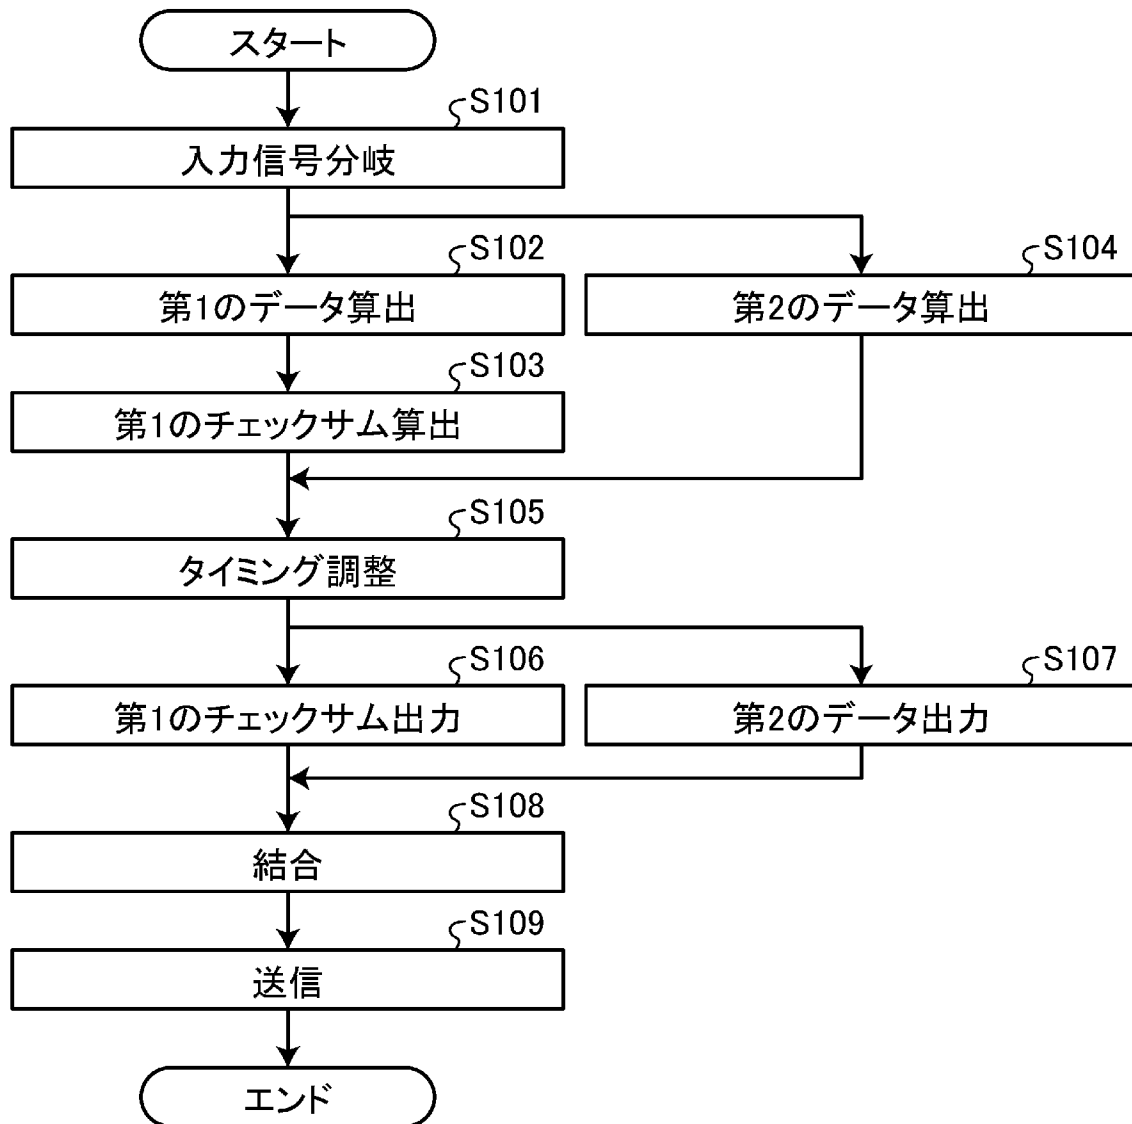 スタート
S101
入力信号分岐
S102
第1のデータ算出
S104
第2のデータ算出
S103
第1のチェックサム算出
S105
タイミング調整
S106
第1のチェックサム出力
S107
第2のデータ出力
S108
結合
S109
送信
エンド